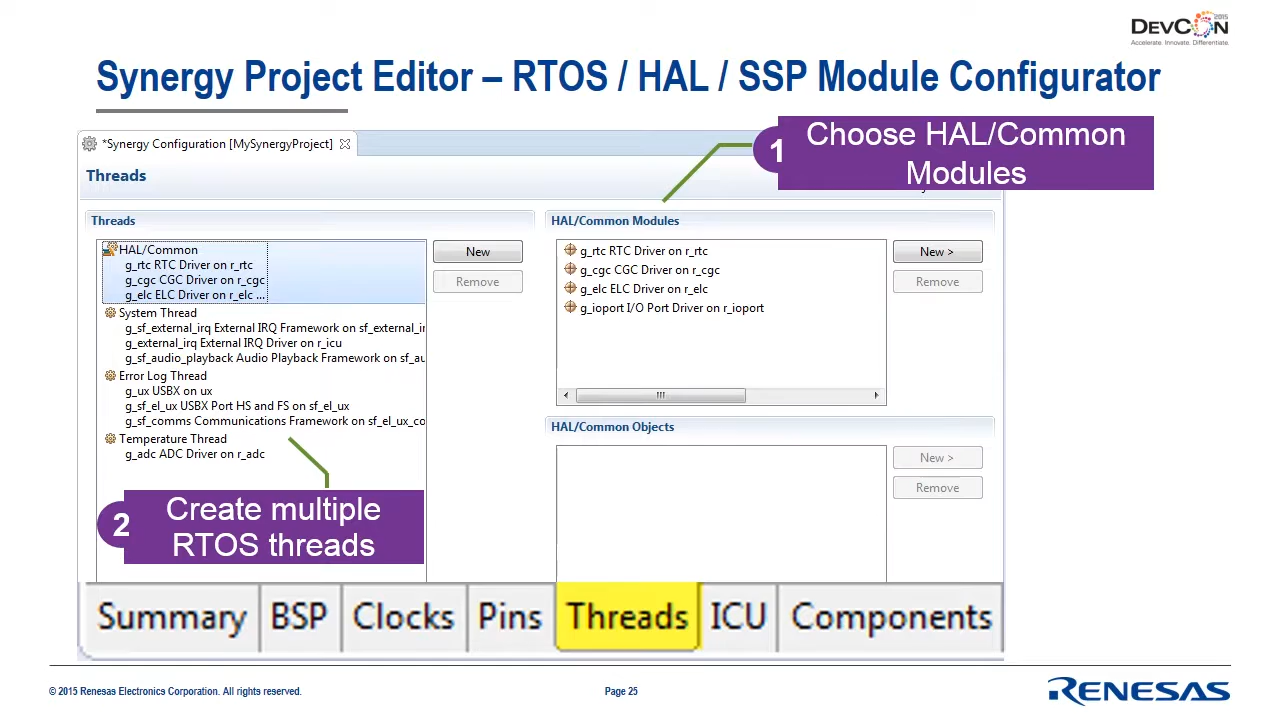 DEVCON 2015
Accelerate. Innovate. Differentiate.
Synergy Project Editor – RTOS / HAL / SSP Module Configurator
*Synergy Configuration [MySynergyProject]
1
Choose HAL/Common
Modules
Threads
Threads
HAL/Common
g_rtc RTC Driver on r_rtc
g_cgc CGC Driver on r_cgc
g_elc ELC Driver on r_elc ...
System Thread
g_sf_external_irq External IRQ Framework on sf_external_ir
g_external_irq External IRQ Driver on r_icu
g_sf_audio_playback Audio Playback Framework on sf_au
Error Log Thread
g_ux USBX on ux
g_sf_el_ux USBX Port HS and FS on sf_el_ux
g_sf_comms Communications Framework on sf_el_ux_co
Temperature Thread
g_adc ADC Driver on r_adc
New
Remove
HAL/Common Modules
g_rtc RTC Driver on r_rtc
g_cgc CGC Driver on r_cgc
g_elc ELC Driver on r_elc
g_ioport I/O Port Driver on r_ioport
New >
Remove
HAL/Common Objects
New >
Remove
2
Create multiple
RTOS threads
Summary BSP Clocks Pins Threads ICU Components
© 2015 Renesas Electronics Corporation. All rights reserved.
Page 25
RENESAS